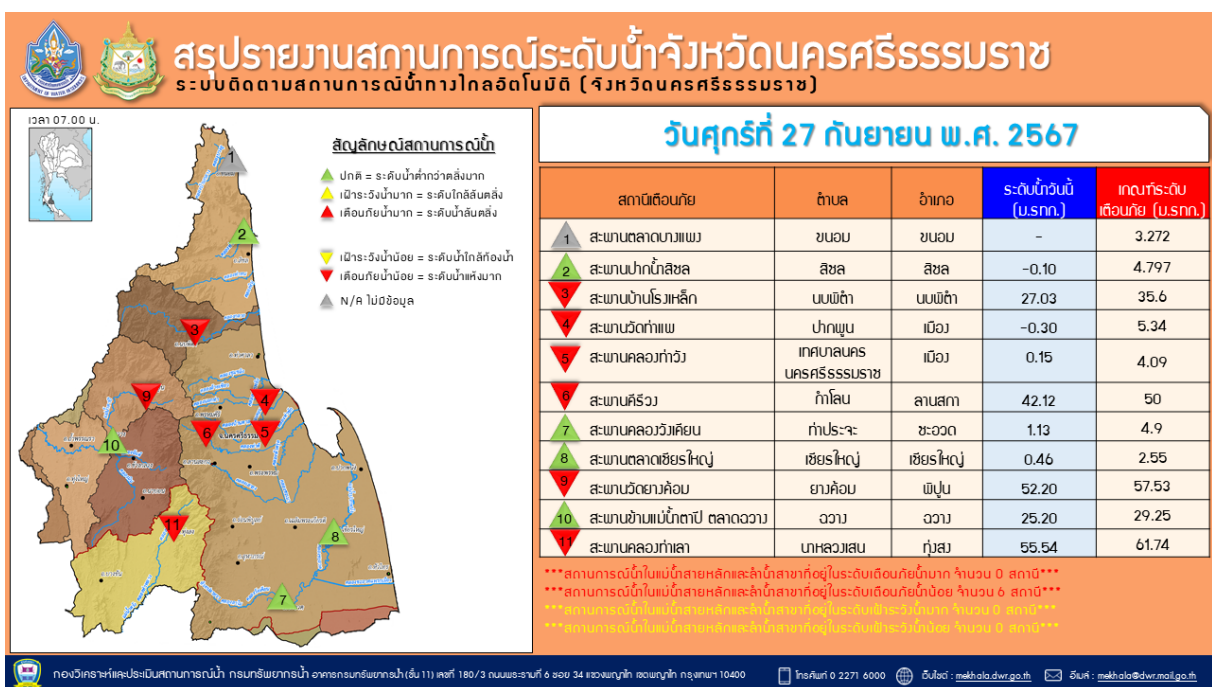 สรุปรายงานสถานการณ์ระดับน้ำจังหวัดนครศรีธรรมราช
ระบบติดตามสถานการณ์น้ำทางไกลอัตโนมัติ (จังหวัดนครศรีธรรมราช)
เวลา 07.00 น.
สัญลักษณ์สถานการณ์น้ำ
ปกติ = ระดับน้ำต่ำกว่าตลิ่งมาก
เฝ้าระวังน้ำมาก = ระดับใกล้ล้นตลิ่ง
เตือนภัยน้ำมาก = ระดับน้ำล้นตลิ่ง
เฝ้าระวังน้ำน้อย = ระดับน้ำใกล้ท้องน้ำ
เตือนภัยน้ำน้อย = ระดับน้ำแห้งมาก
N/A ไม่มีข้อมูล
1
2
3
9
4
6
5
10
11
8
7
วันศุกร์ที่ 27 กันยายน พ.ศ. 2567
สถานีเตือนภัย ตำบล อำเภอ ระดับน้ำวันนี้ (ม.รทก.) เกณฑ์ระดับเตือนภัย (ม.รทก.)
1 สะพานตลาดบางแพง ขนอม ขนอม - 3.272
2 สะพานปากน้ำสิชล สิชล สิชล -0.10 4.797
3 สะพานบ้านโรงเหล็ก นบพิตำ นบพิตำ 27.03 35.6
4 สะพานวัดท่าแพ ปากพูน เมือง -0.30 5.34
5 สะพานคลองท่าวัง เทศบาลนครนครศรีธรรมราช เมือง 0.15 4.09
6 สะพานคีรีวง กำโลน ลานสกา 42.12 50
7 สะพานคลองวังเคียน ท่าประจะ ชะอวด 1.13 4.9
8 สะพานตลาดเชียรใหญ่ เชียรใหญ่ เชียรใหญ่ 0.46 2.55
9 สะพานวัดยางค้อม ยางค้อม พิปูน 52.20 57.53
10 สะพานข้ามแม่น้ำตาปี ตลาดฉวาง ฉวาง ฉวาง 25.20 29.25
11 สะพานคลองท่าเลา นาหลวงเสน ทุ่งสง 55.54 61.74
***สถานการณ์น้ำในแม่น้ำสายหลักและลำน้ำสาขาที่อยู่ในระดับเตือนภัยน้ำมาก จำนวน 0 สถานี***
***สถานการณ์น้ำในแม่น้ำสายหลักและลำน้ำสาขาที่อยู่ในระดับเตือนภัยน้ำน้อย จำนวน 6 สถานี***
***สถานการณ์น้ำในแม่น้ำสายหลักและลำน้ำสาขาที่อยู่ในระดับเฝ้าระวังน้ำมาก จำนวน 0 สถานี***
***สถานการณ์น้ำในแม่น้ำสายหลักและลำน้ำสาขาที่อยู่ในระดับเฝ้าระวังน้ำน้อย จำนวน 0 สถานี***
กองวิเคราะห์และประเมินสถานการณ์น้ำ กรมทรัพยากรน้ำ อาคารกรมทรัพยากรน้ำ (ชั้น 11) เลขที่ 180/3 ถนนพระรามที่ 6 ซอย 34 แขวงพญาไท เขตพญาไท กรุงเทพฯ 10400 โทรศัพท์ 0 2271 6000 เว็บไซต์ : mekhala.dwr.go.th อีเมล์ : mekhala@dwr.mail.go.th